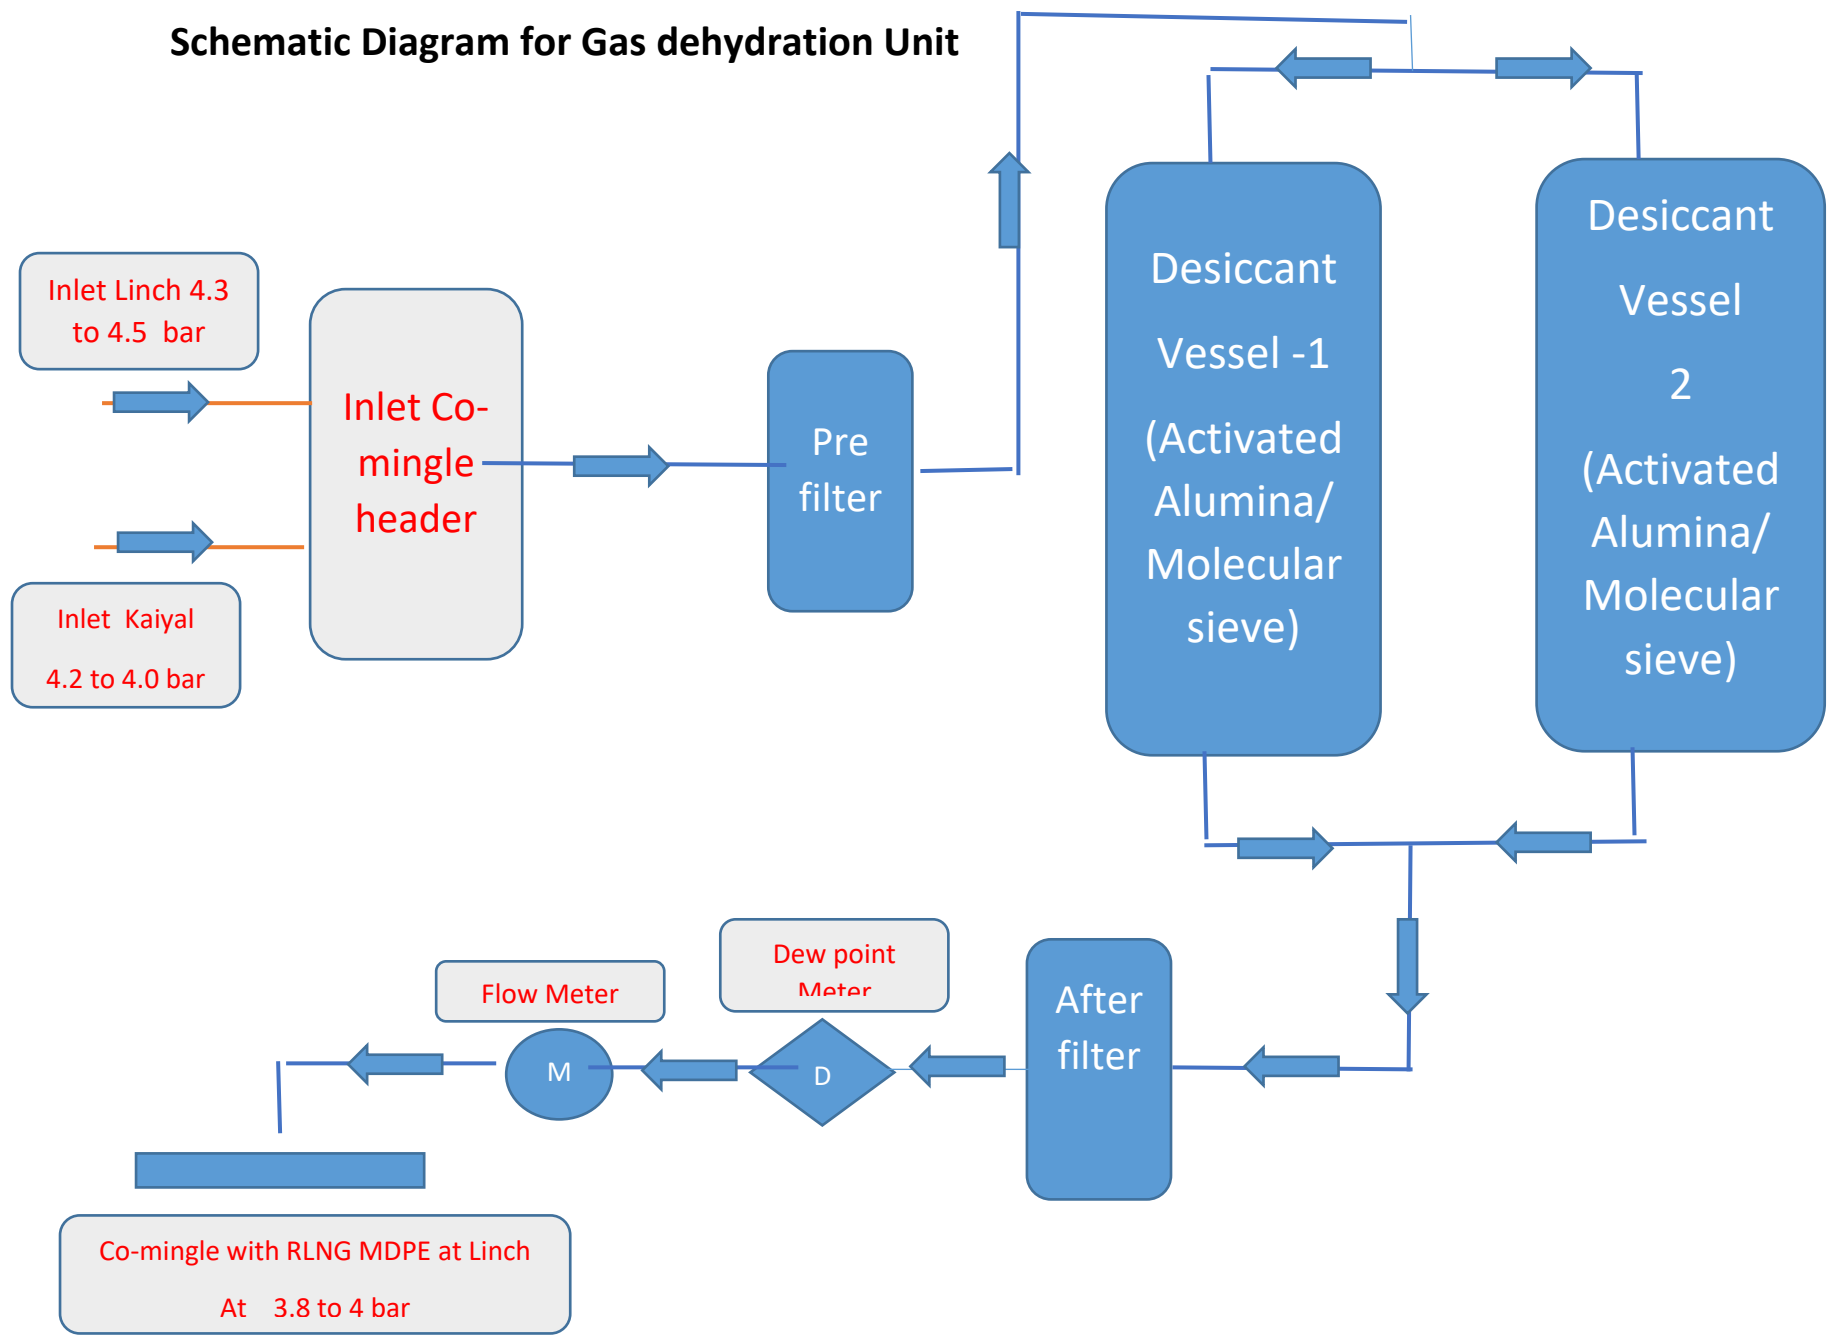 Schematic Diagram for Gas dehydration Unit
Inlet Linch 4.3
to 4.5 bar
Inlet Co-
mingle
header
Inlet Kaiyal
4.2 to 4.0 bar
Pre
filter
Desiccant
Vessel -1
(Activated
Alumina/
Molecular
sieve)
Desiccant
Vessel
2
(Activated
Alumina/
Molecular
sieve)
After
filter
Dew point
Meter
D
Flow Meter
M
Co-mingle with RLNG MDPE at Linch
At 3.8 to 4 bar